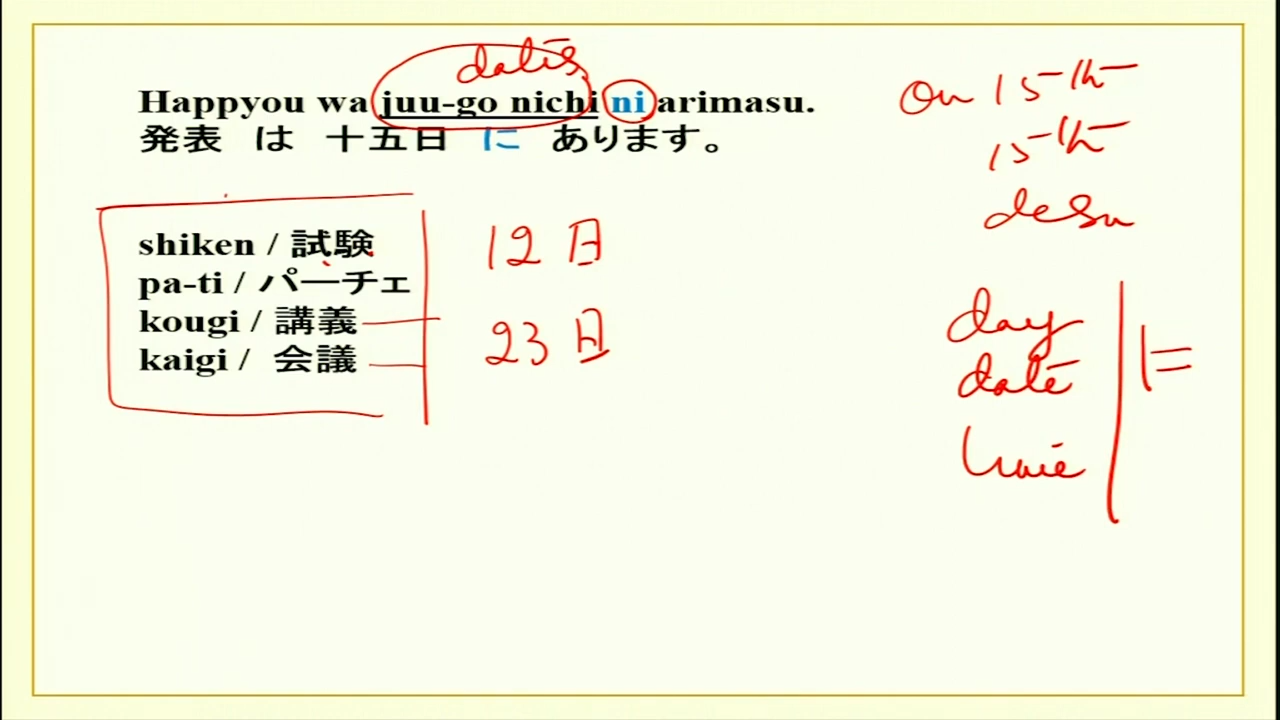 dates
Happyou wa juu-go nichi ni arimasu.
発表 は 十五日 に あります。
shiken / 試験
pa-ti / パーチェ
kougi / 講義
kaigi / 会議
12日
23日
On 15th
15th
desu
day
date
time
に